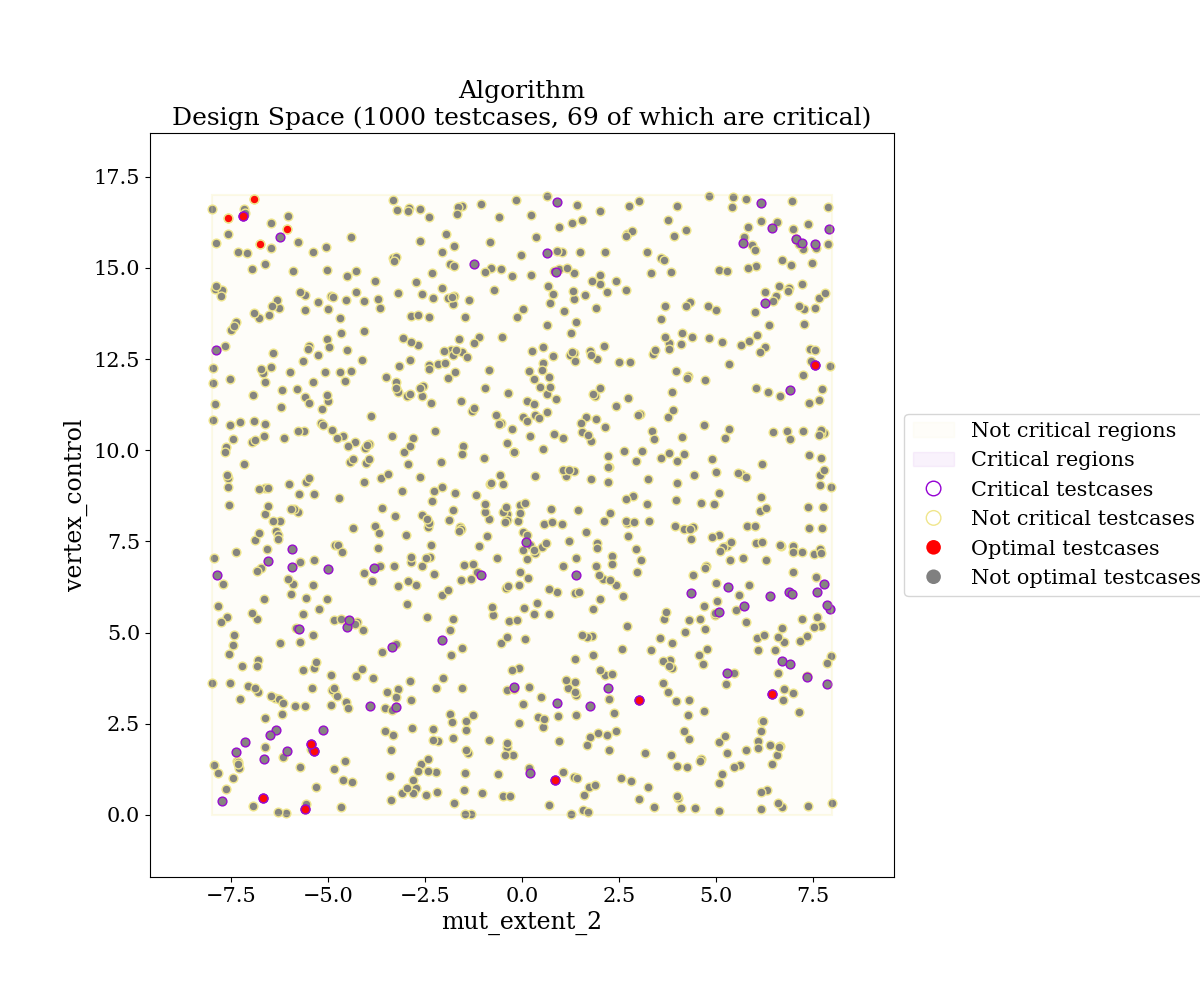 Algorithm
Design Space (1000 testcases, 69 of which are critical)
17.5
15.0
12.5
10.0
7.5
5.0
2.5
0.0
vertex_control
−7.5
−5.0
−2.5
0.0
2.5
5.0
7.5
mut_extent_2
Not critical regions
Critical regions
Critical testcases
Not critical testcases
Optimal testcases
Not optimal testcases